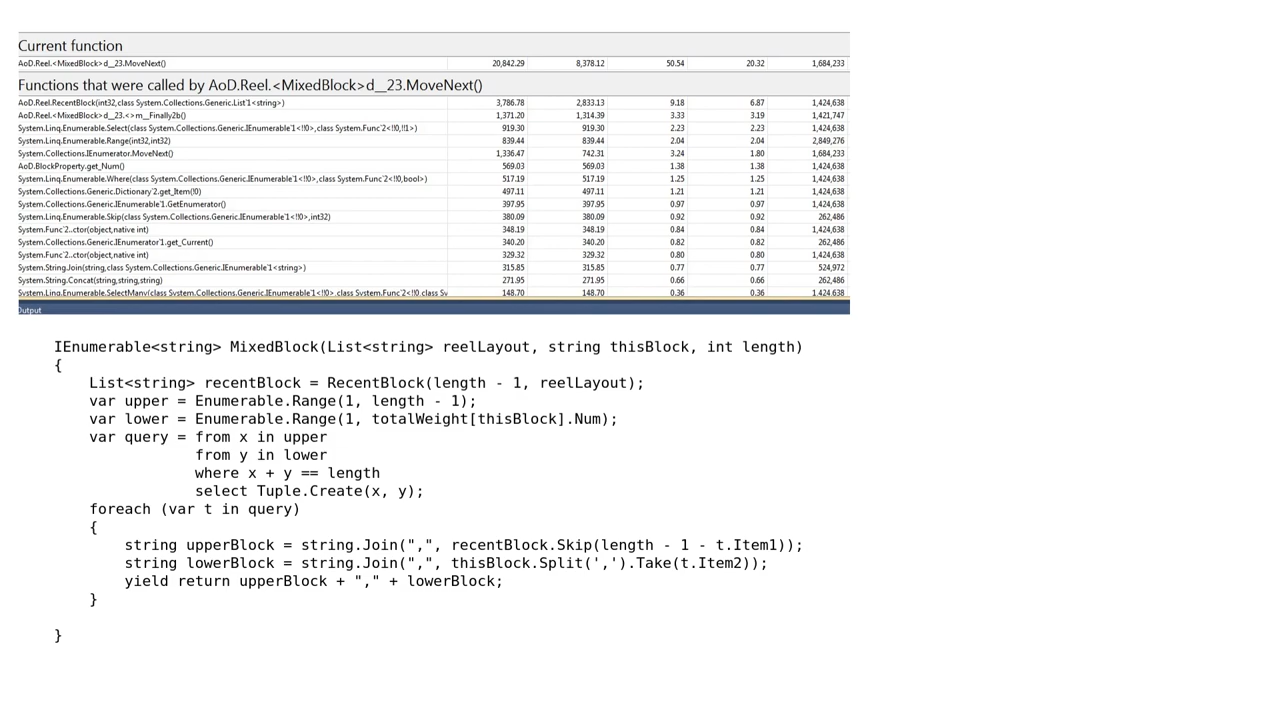 Current function
AoD.Reel.<MixedBlock>d__23.MoveNext() 20,842.29 8,378.12 50.54 20.32 1,684,233
Functions that were called by AoD.Reel.<MixedBlock>d__23.MoveNext()
AoD.Reel.RecentBlock(int32,class System.Collections.Generic.List`1<string>) 3,786.78 2,833.13 9.18 6.87 1,424,638
AoD.Reel.<MixedBlock>d__23.<>m__Finally2b() 1,371.20 1,314.39 3.33 3.19 1,421,747
System.Linq.Enumerable.Select(class System.Collections.Generic.IEnumerable`1<!!0>,class System.Func`2<!!0,!!1>) 919.30 919.30 2.23 2.23 1,424,638
System.Linq.Enumerable.Range(int32,int32) 839.44 839.44 2.04 2.04 2,849,276
System.Collections.IEnumerator.MoveNext() 1,336.47 742.31 3.24 1.80 1,684,233
AoD.BlockProperty.get_Num() 569.03 569.03 1.38 1.38 1,424,638
System.Linq.Enumerable.Where(class System.Collections.Generic.IEnumerable`1<!!0>,class System.Func`2<!!0,bool>) 517.19 517.19 1.25 1.25 1,424,638
System.Collections.Generic.Dictionary`2.get_Item(!0) 497.11 497.11 1.21 1.21 1,424,638
System.Collections.Generic.IEnumerable`1.GetEnumerator() 397.95 397.95 0.97 0.97 1,424,638
System.Linq.Enumerable.Skip(class System.Collections.Generic.IEnumerable`1<!!0>,int32) 380.09 380.09 0.92 0.92 262,486
System.Func`2..ctor(object,native int) 348.19 348.19 0.84 0.84 1,424,638
System.Collections.Generic.IEnumerator`1.get_Current() 340.20 340.20 0.82 0.82 262,486
System.Func`2..ctor(object,native int) 329.32 329.32 0.80 0.80 1,424,638
System.String.Join(string,class System.Collections.Generic.IEnumerable`1<string>) 315.85 315.85 0.77 0.77 524,972
System.String.Concat(string,string,string) 271.95 271.95 0.66 0.66 262,486
System.Linq.Enumerable.SelectMany(class System.Collections.Generic.IEnumerable`1<!!0>,class System.Func`2<!!0,class Sy 148.70 148.70 0.36 0.36 1,424,638
Output
IEnumerable<string> MixedBlock(List<string> reelLayout, string thisBlock, int length)
{
List<string> recentBlock = RecentBlock(length - 1, reelLayout);
var upper = Enumerable.Range(1, length - 1);
var lower = Enumerable.Range(1, totalWeight[thisBlock].Num);
var query = from x in upper
from y in lower
where x + y == length
select Tuple.Create(x, y);
foreach (var t in query)
{
string upperBlock = string.Join(",", recentBlock.Skip(length - 1 - t.Item1));
string lowerBlock = string.Join(",", thisBlock.Split(',').Take(t.Item2));
yield return upperBlock + "," + lowerBlock;
}
}